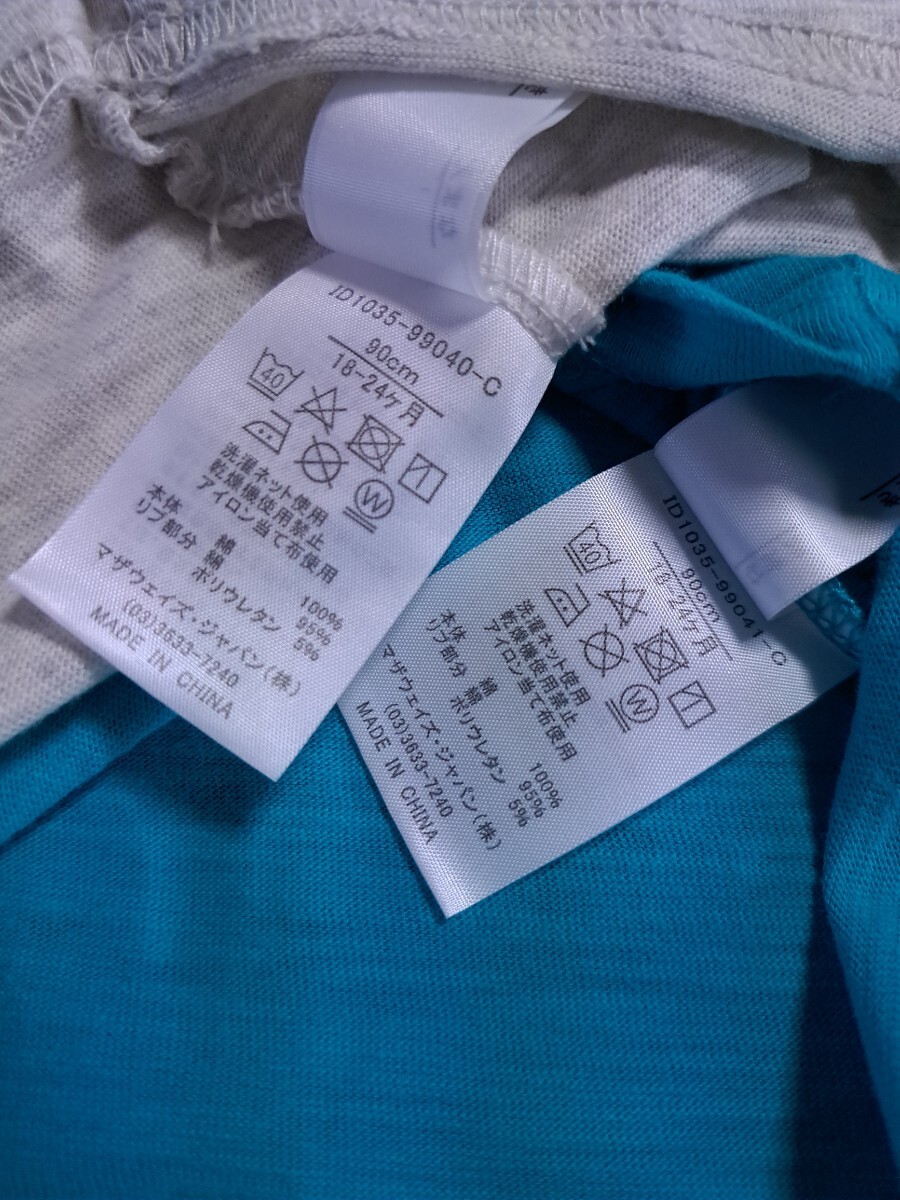 ID1035-99040-C
90cm
18-24ヶ月
40
W
洗濯ネット使用
乾燥機使用禁止
アイロン当て布使用
本体 綿 100%
リブ部分 綿 95%
ポリウレタン 5%
マザウェイズ・ジャパン(株)
(03)3633-7240
MADE IN CHINA
ID1035-99041-C
90cm
18-24ヶ月
40
W
洗濯ネット使用
乾燥機使用禁止
アイロン当て布使用
本体 綿 100%
リブ部分 綿 95%
ポリウレタン 5%
マザウェイズ・ジャパン(株)
(03)3633-7240
MADE IN CHINA